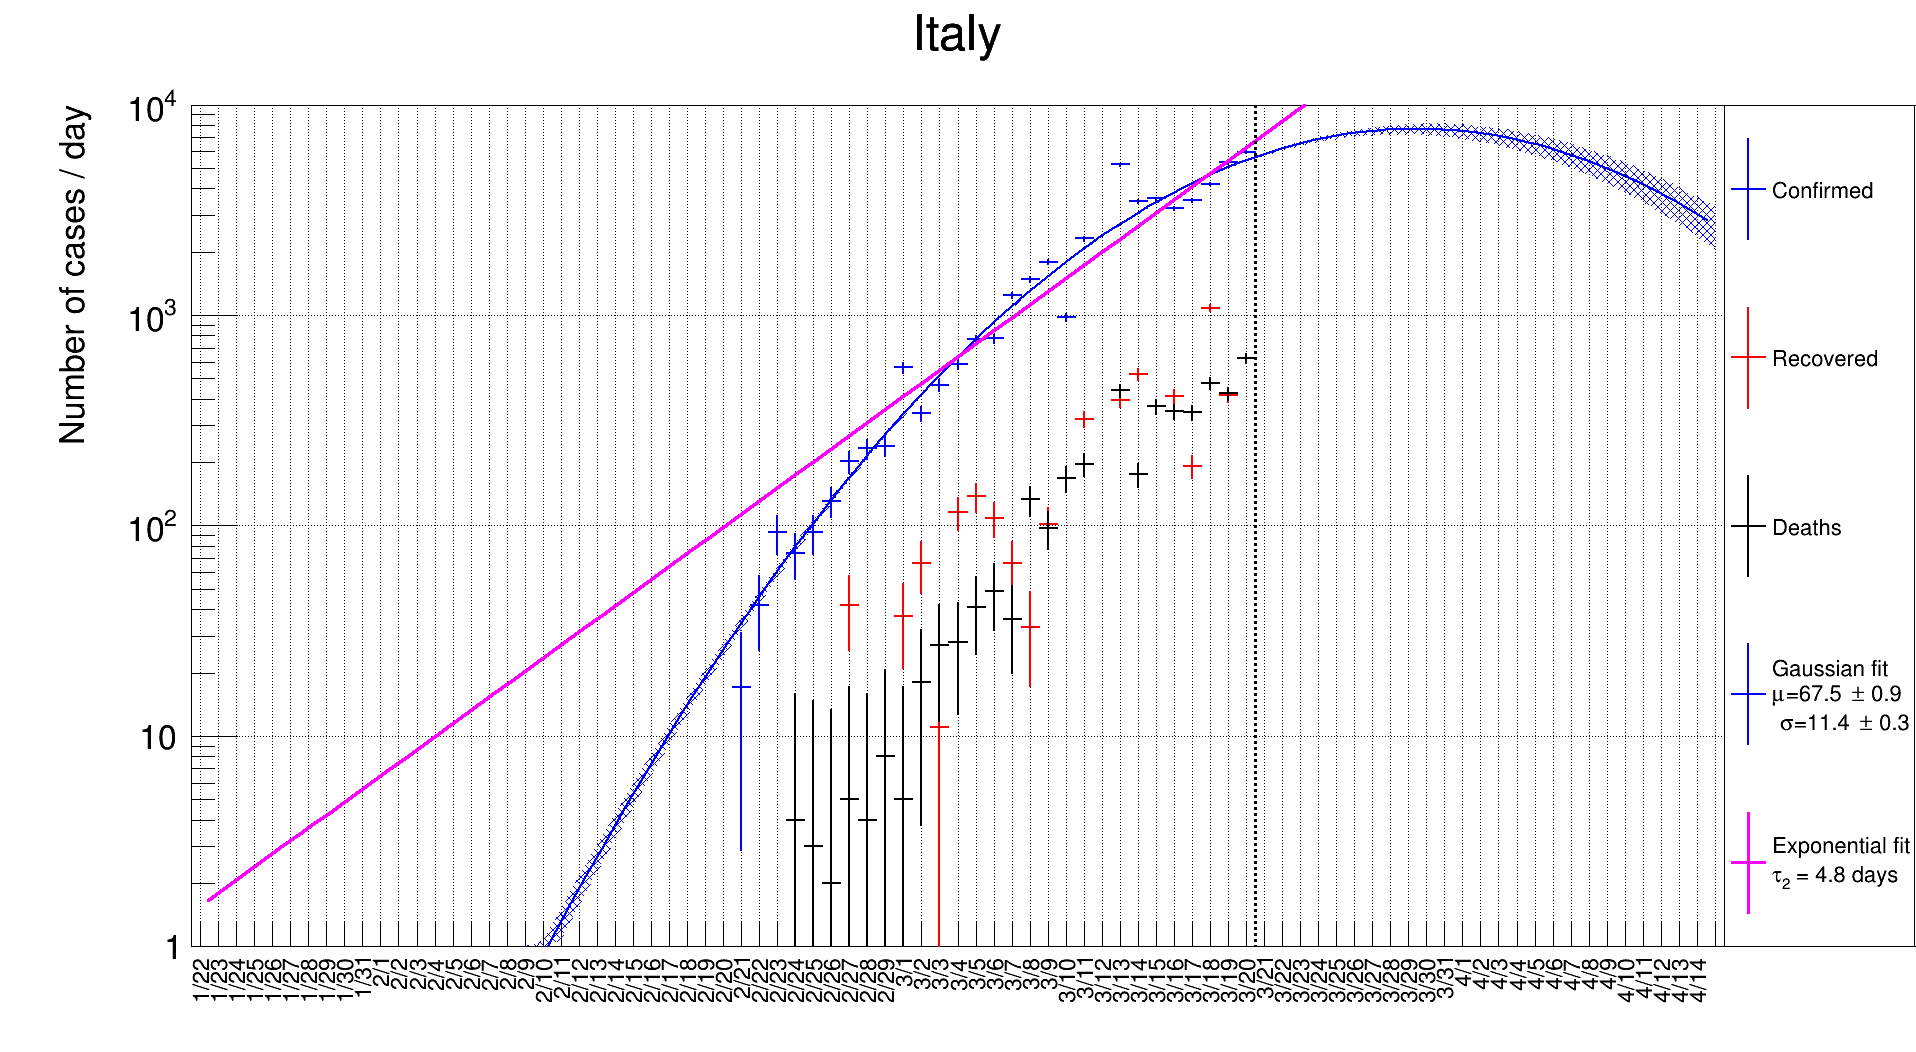 Italy
Number of cases / day
10⁴
10³
10²
10
1
1/22 1/23 1/24 1/25 1/26 1/27 1/28 1/29 1/30 1/31 2/1 2/2 2/3 2/4 2/5 2/6 2/7 2/8 2/9 2/10 2/11 2/12 2/13 2/14 2/15 2/16 2/17 2/18 2/19 2/20 2/21 2/22 2/23 2/24 2/25 2/26 2/27 2/28 2/29 3/1 3/2 3/3 3/4 3/5 3/6 3/7 3/8 3/9 3/10 3/11 3/12 3/13 3/14 3/15 3/16 3/17 3/18 3/19 3/20 3/21 3/22 3/23 3/24 3/25 3/26 3/27 3/28 3/29 3/30 3/31 4/1 4/2 4/3 4/4 4/5 4/6 4/7 4/8 4/9 4/10 4/11 4/12 4/13 4/14
Confirmed
Recovered
Deaths
Gaussian fit
μ=67.5 ± 0.9
σ=11.4 ± 0.3
Exponential fit
τ₂ = 4.8 days